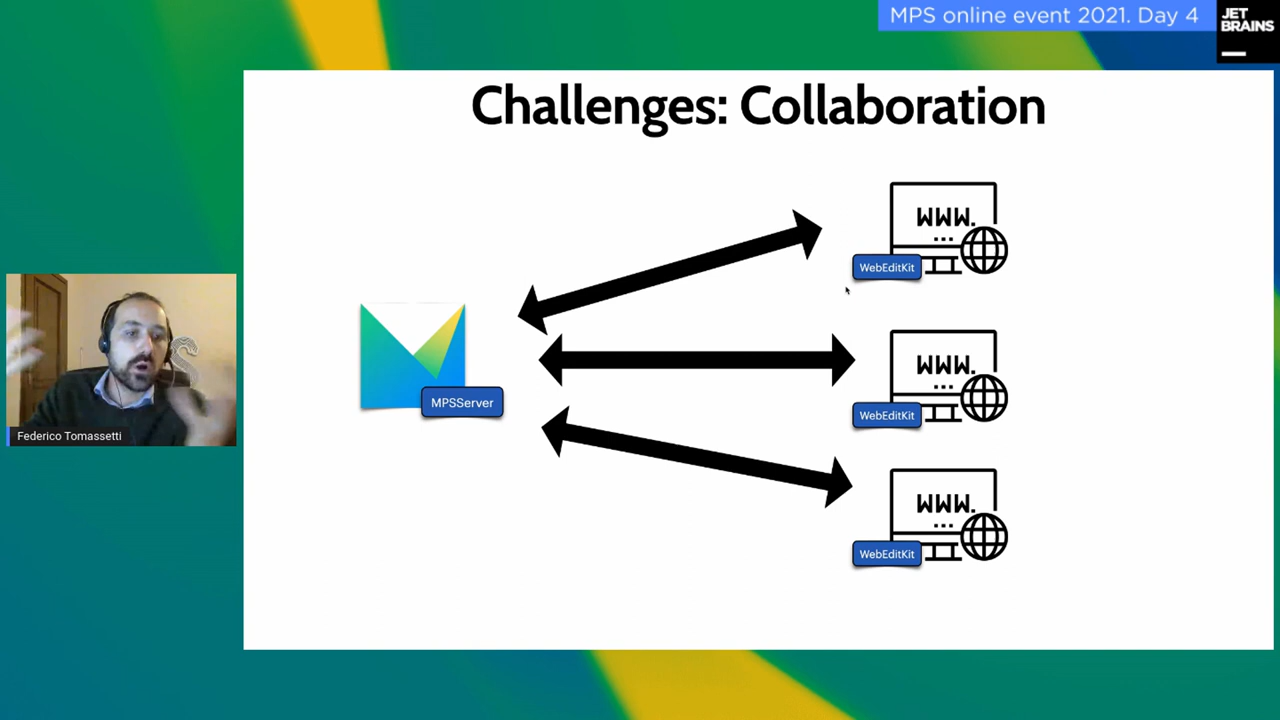 MPS online event 2021. Day 4
JET
BRAINS
Challenges: Collaboration
WWW.
...
WebEditKit
MPSServer
WWW.
...
WebEditKit
WWW.
...
WebEditKit
Federico Tomassetti